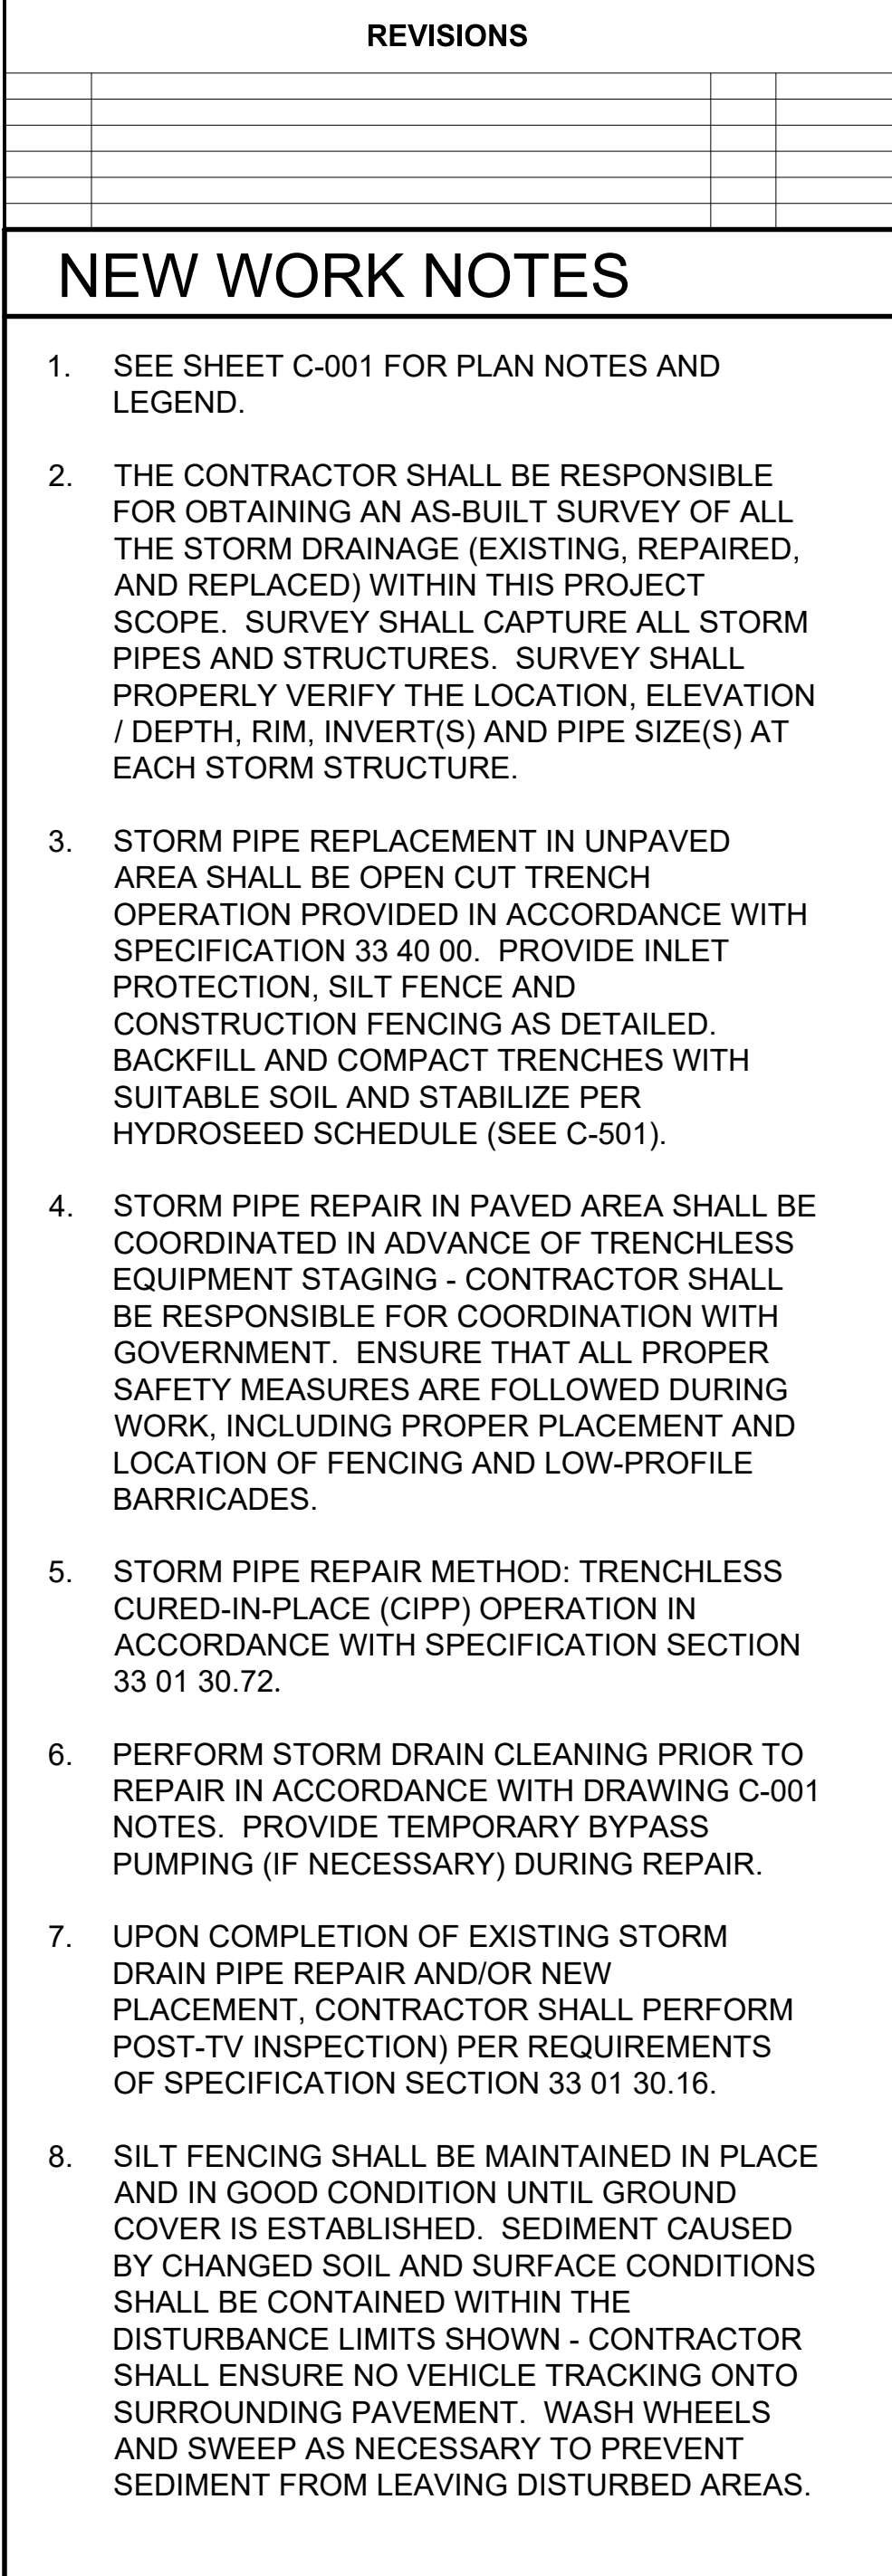 REVISIONS
NEW WORK NOTES
1. SEE SHEET C-001 FOR PLAN NOTES AND
LEGEND.
2. THE CONTRACTOR SHALL BE RESPONSIBLE
FOR OBTAINING AN AS-BUILT SURVEY OF ALL
THE STORM DRAINAGE (EXISTING, REPAIRED,
AND REPLACED) WITHIN THIS PROJECT
SCOPE. SURVEY SHALL CAPTURE ALL STORM
PIPES AND STRUCTURES. SURVEY SHALL
PROPERLY VERIFY THE LOCATION, ELEVATION
/ DEPTH, RIM, INVERT(S) AND PIPE SIZE(S) AT
EACH STORM STRUCTURE.
3. STORM PIPE REPLACEMENT IN UNPAVED
AREA SHALL BE OPEN CUT TRENCH
OPERATION PROVIDED IN ACCORDANCE WITH
SPECIFICATION 33 40 00. PROVIDE INLET
PROTECTION, SILT FENCE AND
CONSTRUCTION FENCING AS DETAILED.
BACKFILL AND COMPACT TRENCHES WITH
SUITABLE SOIL AND STABILIZE PER
HYDROSEED SCHEDULE (SEE C-501).
4. STORM PIPE REPAIR IN PAVED AREA SHALL BE
COORDINATED IN ADVANCE OF TRENCHLESS
EQUIPMENT STAGING - CONTRACTOR SHALL
BE RESPONSIBLE FOR COORDINATION WITH
GOVERNMENT. ENSURE THAT ALL PROPER
SAFETY MEASURES ARE FOLLOWED DURING
WORK, INCLUDING PROPER PLACEMENT AND
LOCATION OF FENCING AND LOW-PROFILE
BARRICADES.
5. STORM PIPE REPAIR METHOD: TRENCHLESS
CURED-IN-PLACE (CIPP) OPERATION IN
ACCORDANCE WITH SPECIFICATION SECTION
33 01 30.72.
6. PERFORM STORM DRAIN CLEANING PRIOR TO
REPAIR IN ACCORDANCE WITH DRAWING C-001
NOTES. PROVIDE TEMPORARY BYPASS
PUMPING (IF NECESSARY) DURING REPAIR.
7. UPON COMPLETION OF EXISTING STORM
DRAIN PIPE REPAIR AND/OR NEW
PLACEMENT, CONTRACTOR SHALL PERFORM
POST-TV INSPECTION) PER REQUIREMENTS
OF SPECIFICATION SECTION 33 01 30.16.
8. SILT FENCING SHALL BE MAINTAINED IN PLACE
AND IN GOOD CONDITION UNTIL GROUND
COVER IS ESTABLISHED. SEDIMENT CAUSED
BY CHANGED SOIL AND SURFACE CONDITIONS
SHALL BE CONTAINED WITHIN THE
DISTURBANCE LIMITS SHOWN - CONTRACTOR
SHALL ENSURE NO VEHICLE TRACKING ONTO
SURROUNDING PAVEMENT. WASH WHEELS
AND SWEEP AS NECESSARY TO PREVENT
SEDIMENT FROM LEAVING DISTURBED AREAS.